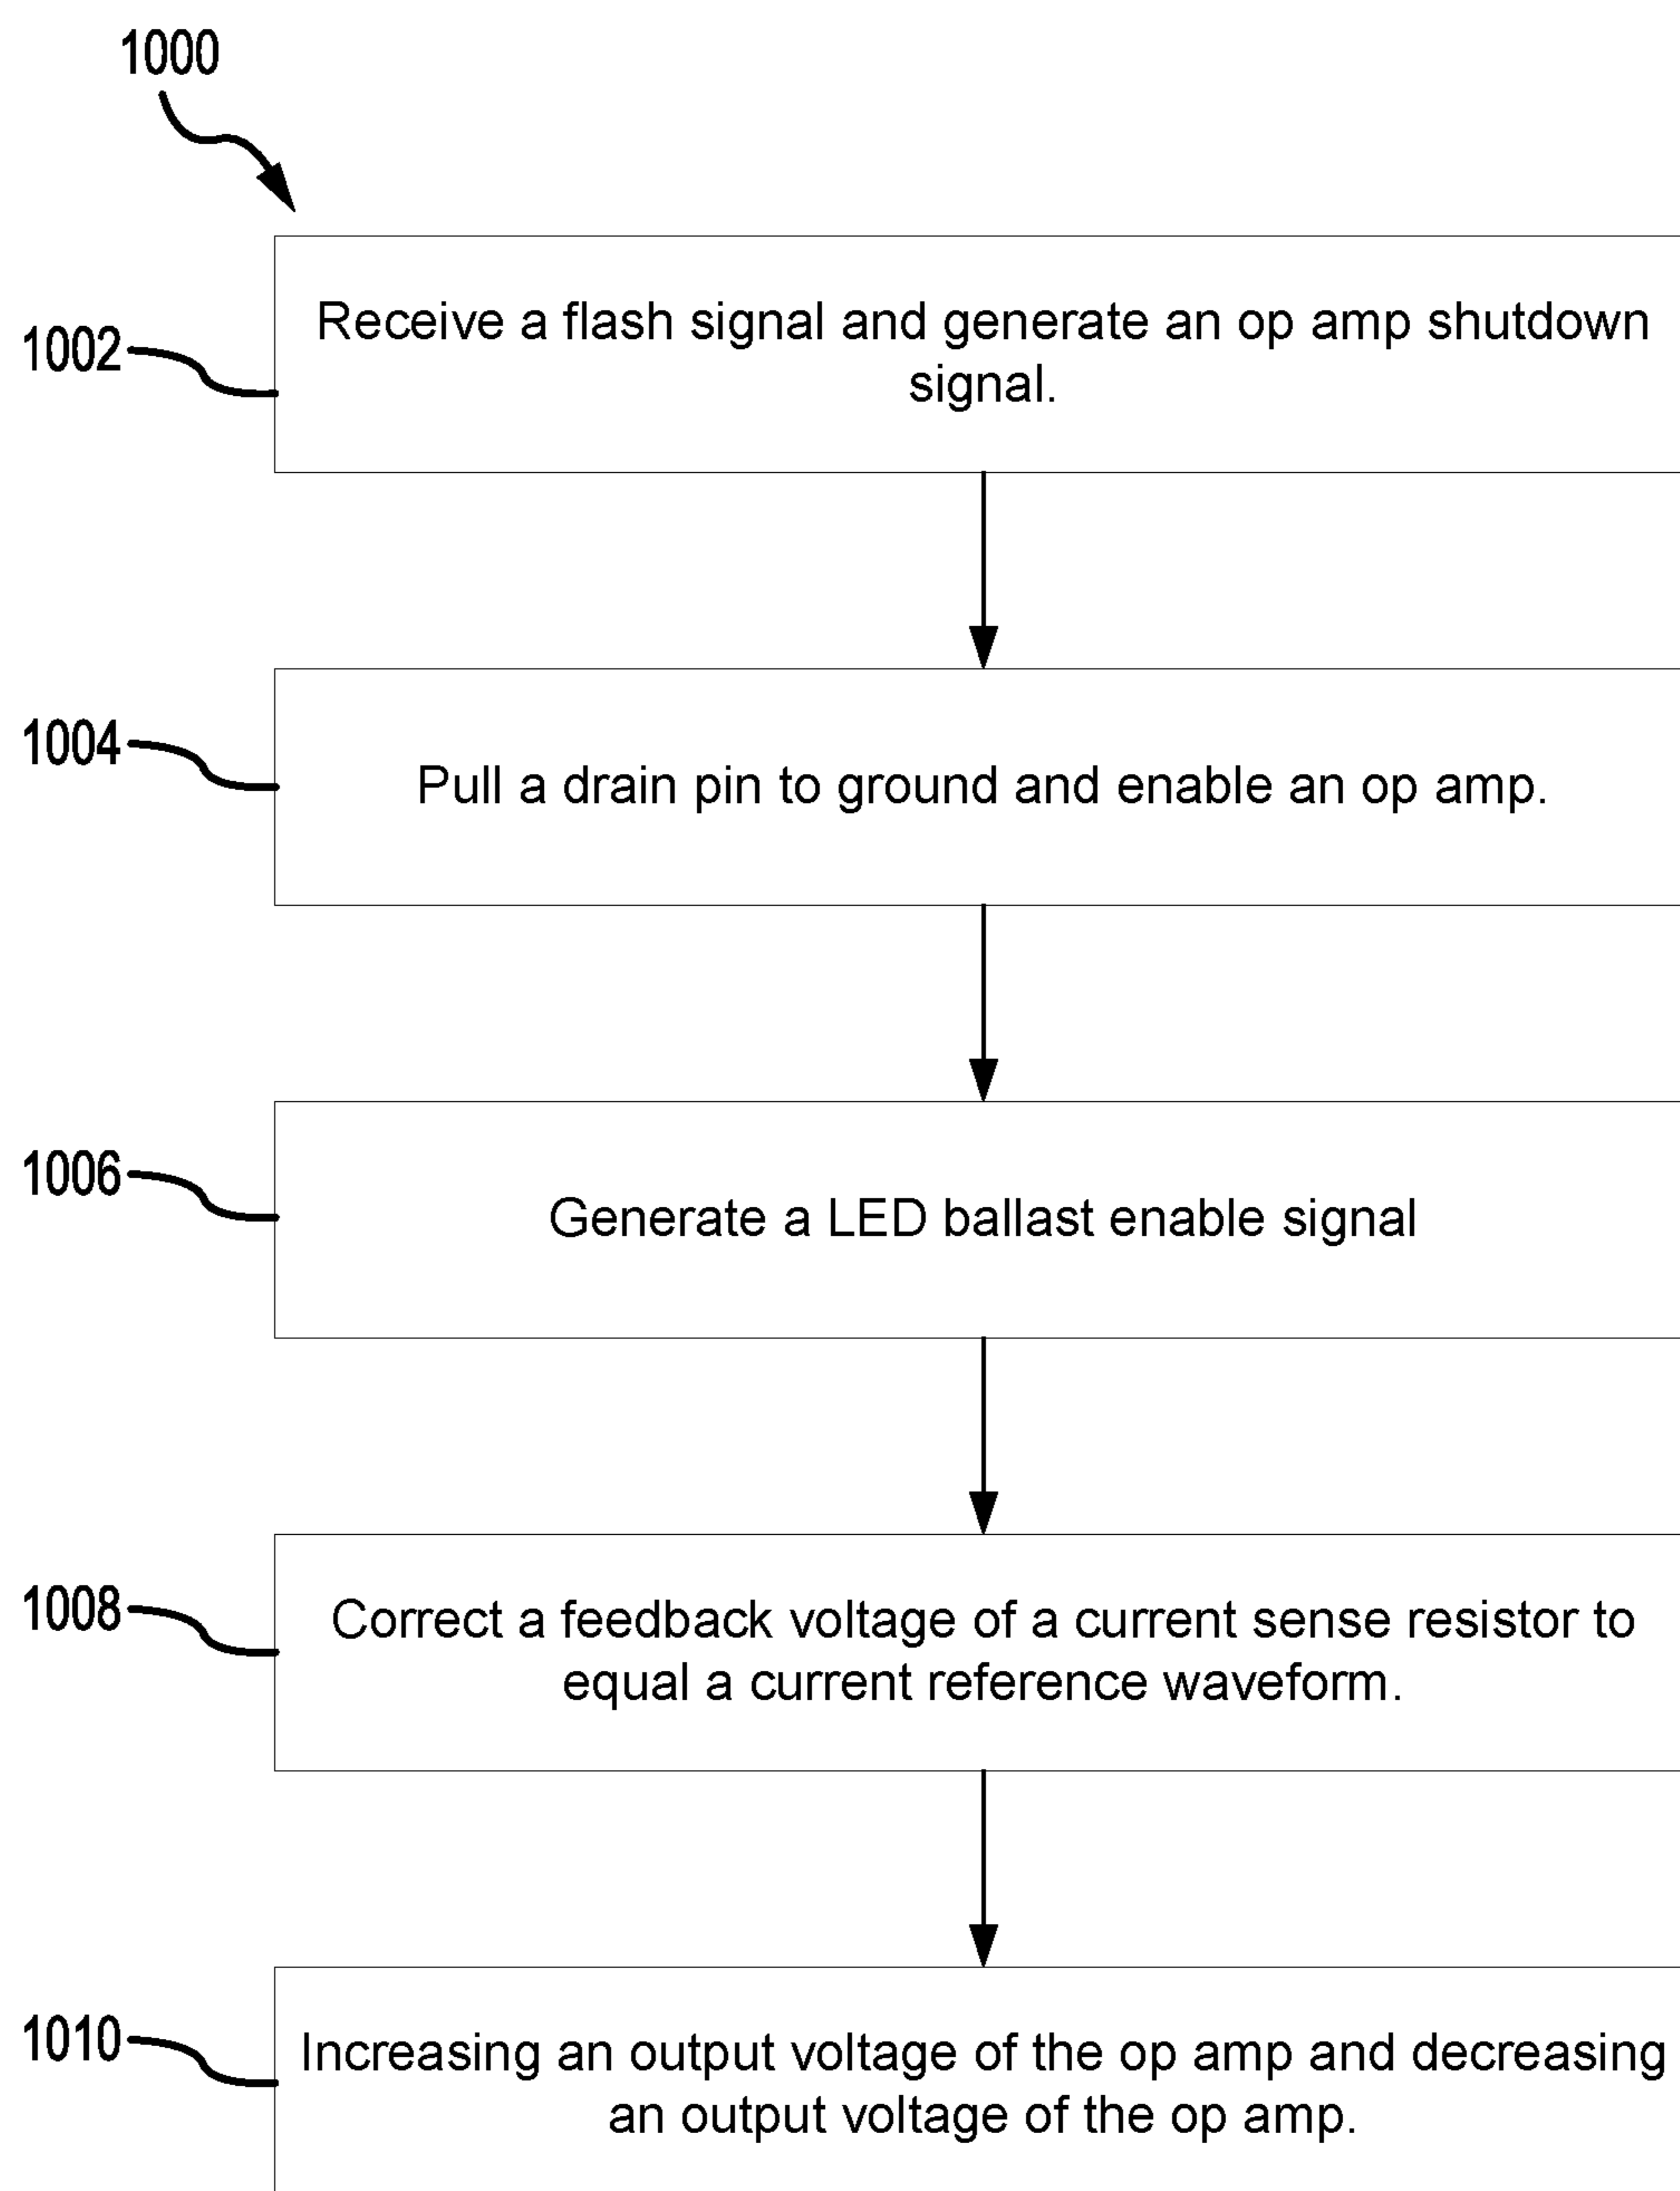 1000
1002
Receive a flash signal and generate an op amp shutdown
signal.
1004
Pull a drain pin to ground and enable an op amp.
1006
Generate a LED ballast enable signal
1008
Correct a feedback voltage of a current sense resistor to
equal a current reference waveform.
1010
Increasing an output voltage of the op amp and decreasing
an output voltage of the op amp.